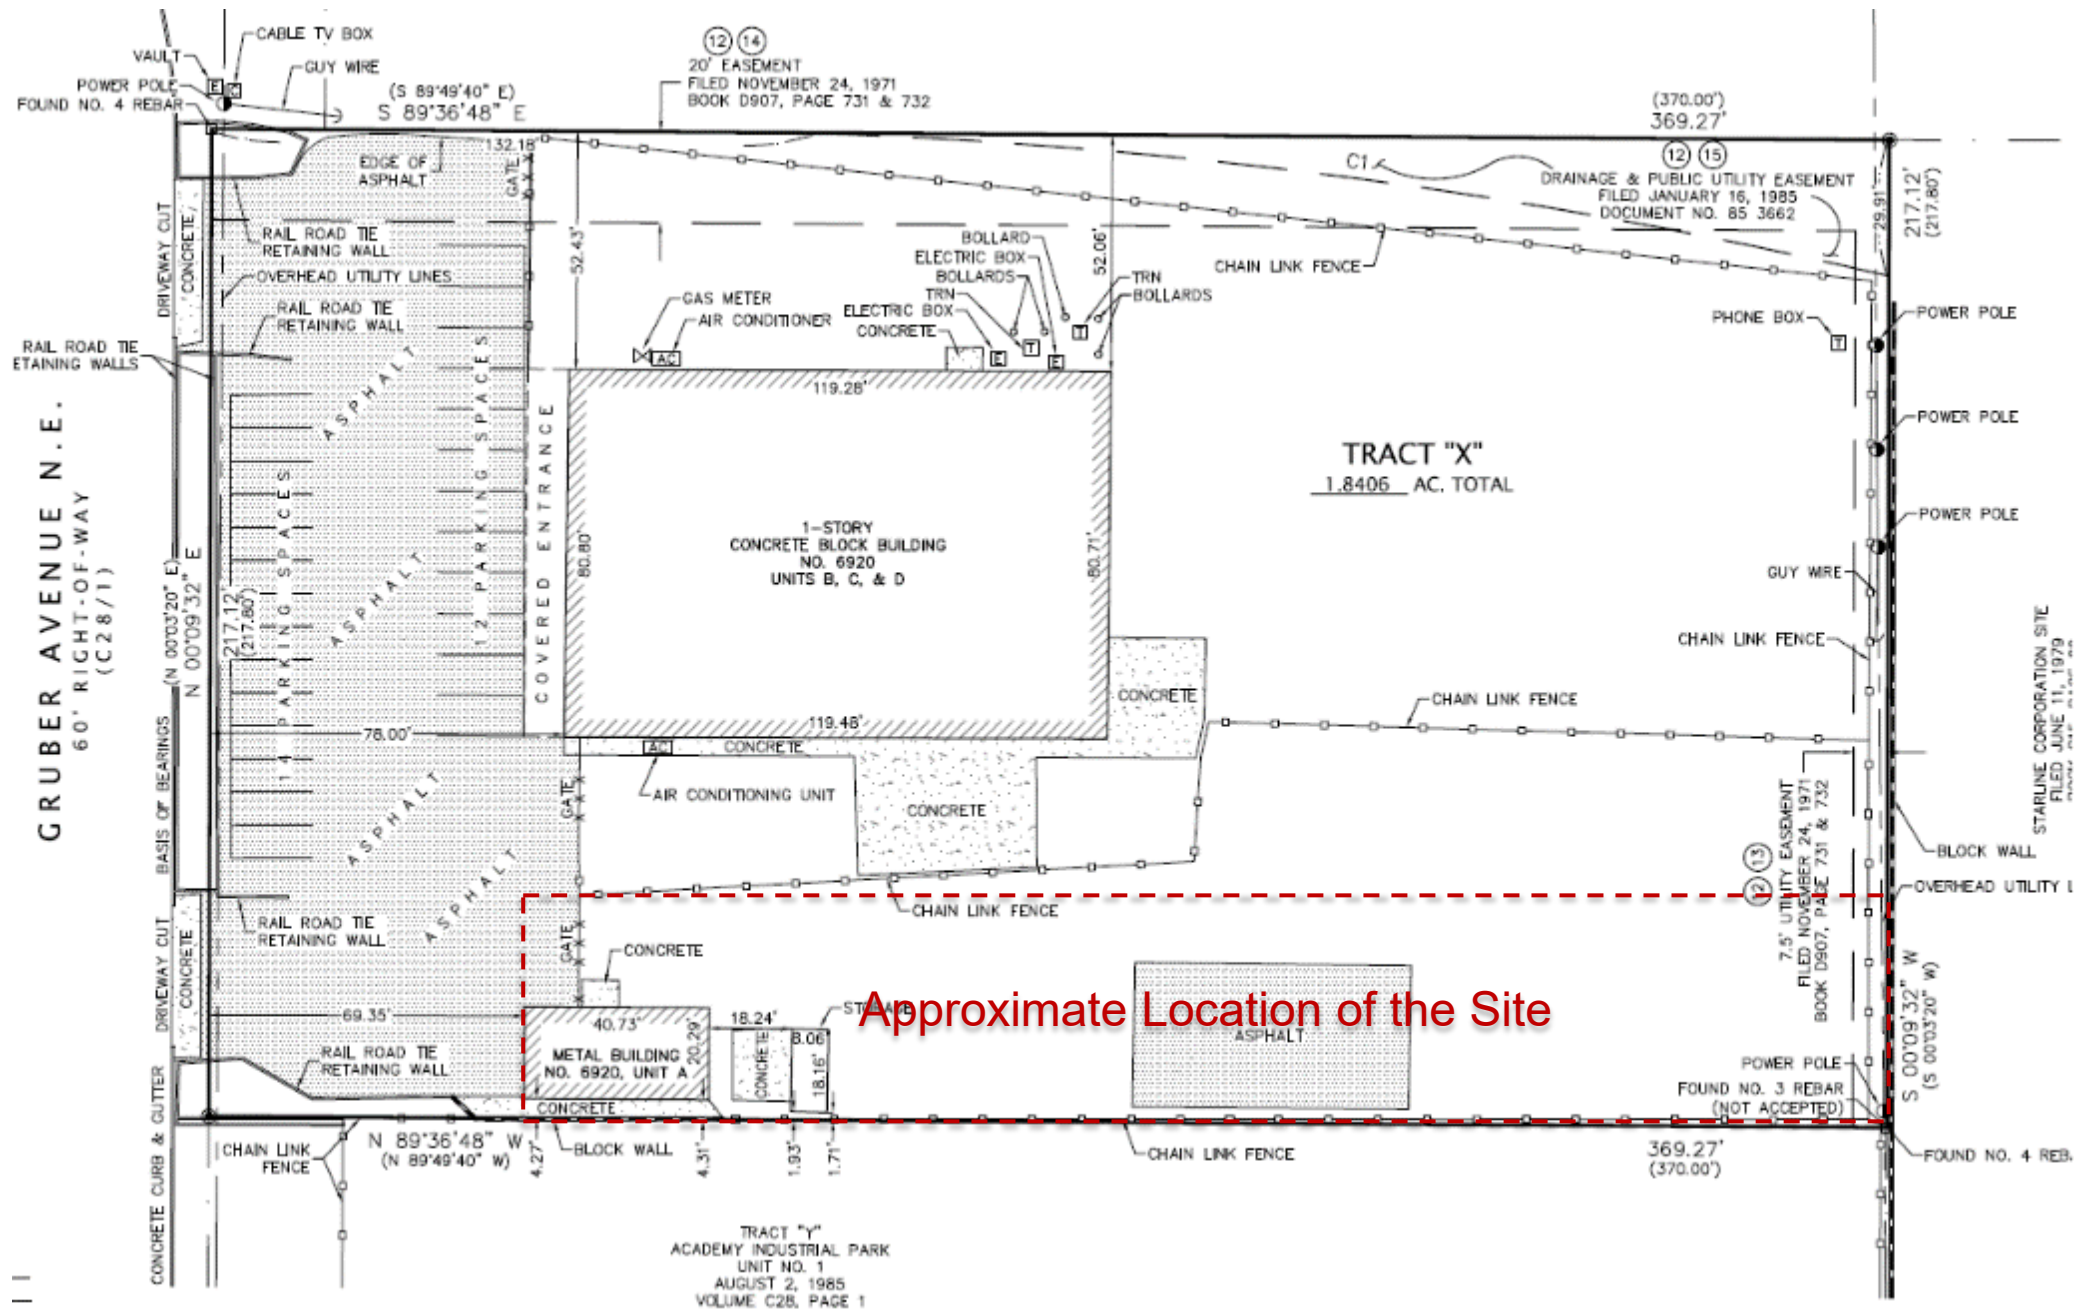 CABLE TV BOX
VAULT
GUY WIRE
POWER POLE
FOUND NO. 4 REBAR
E
C
(S 89°49'40" E)
S 89°36'48" E
12 14
20' EASEMENT
FILED NOVEMBER 24, 1971
BOOK D907, PAGE 731 & 732
(370.00')
369.27'
132.18'
GATE
EDGE OF
ASPHALT
C1
12 15
DRAINAGE & PUBLIC UTILITY EASEMENT
FILED JANUARY 16, 1985
DOCUMENT NO. 85 3662
29.91'
217.12'
(217.80')
DRIVEWAY CUT
CONCRETE
RAIL ROAD TIE
RETAINING WALL
OVERHEAD UTILITY LINES
RAIL ROAD TIE
RETAINING WALL
RAIL ROAD TIE
ETAINING WALLS
52.43'
52.06'
BOLLARD
ELECTRIC BOX
BOLLARDS
TRN
ELECTRIC BOX
CONCRETE
TRN
BOLLARDS
CHAIN LINK FENCE
GAS METER
AIR CONDITIONER
AC
E
T
E
T
PHONE BOX
T
POWER POLE
POWER POLE
POWER POLE
GUY WIRE
CHAIN LINK FENCE
GRUBER AVENUE N.E.
60' RIGHT-OF-WAY
(C28/1)
BASIS OF BEARINGS
(N 00°03'20" E)
N 00°09'32" E
217.12'
(217.80')
14 PARKING SPACES
ASPHALT
ASPHALT
ASPHALT
ASPHALT
12 PARKING SPACES
COVERED ENTRANCE
119.28'
80.80'
80.71'
1-STORY
CONCRETE BLOCK BUILDING
NO. 6920
UNITS B, C, & D
119.48'
78.00'
TRACT "X"
1.8406 AC. TOTAL
CONCRETE
CHAIN LINK FENCE
AC
CONCRETE
AIR CONDITIONING UNIT
CONCRETE
GATE
CHAIN LINK FENCE
STARLINE CORPORATION SITE
FILED JUNE 11, 1979
BLOCK WALL
OVERHEAD UTILITY L
12 13
7.5' UTILITY EASEMENT
FILED NOVEMBER 24, 1971
BOOK D907, PAGE 731 & 732
S 00°09'32" W
(S 00°03'20" W)
RAIL ROAD TIE
RETAINING WALL
DRIVEWAY CUT
CONCRETE
GATE
CONCRETE
69.35'
40.73'
20.29'
METAL BUILDING
NO. 6920, UNIT A
CONCRETE
18.24'
CONCRETE
8.06'
18.16'
STORAGE
Approximate Location of the Site
ASPHALT
RAIL ROAD TIE
RETAINING WALL
CONCRETE CURB & GUTTER
POWER POLE
FOUND NO. 3 REBAR
(NOT ACCEPTED)
CHAIN LINK
FENCE
N 89°36'48" W
(N 89°49'40" W)
4.27'
BLOCK WALL
4.31'
1.93'
1.71'
CHAIN LINK FENCE
369.27'
(370.00')
FOUND NO. 4 REB
TRACT "Y"
ACADEMY INDUSTRIAL PARK
UNIT NO. 1
AUGUST 2, 1985
VOLUME C28, PAGE 1